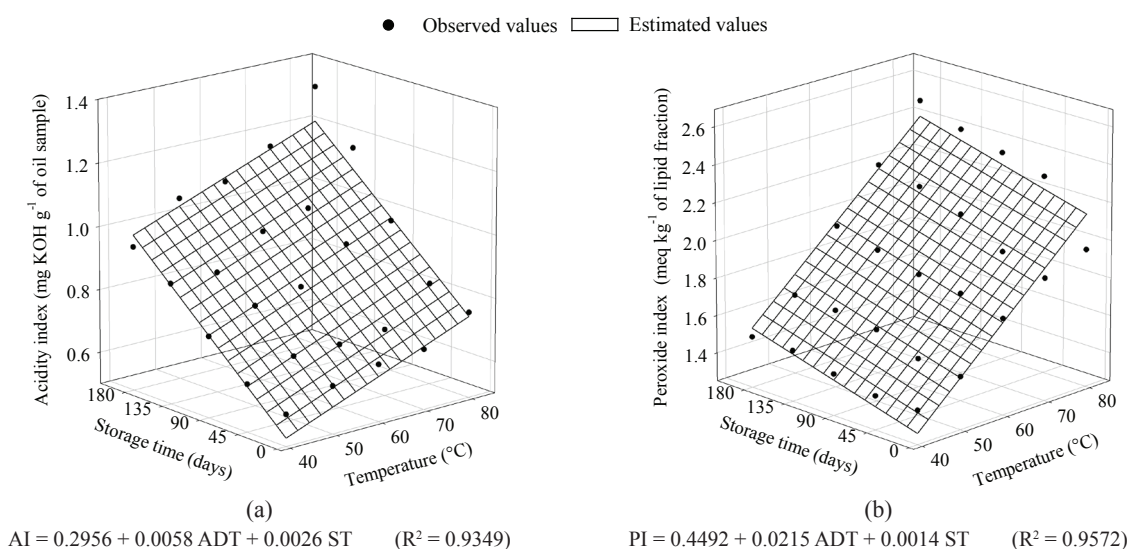 Observed values Estimated values
Acidity index (mg KOH g⁻¹ of oil sample)
1.4
1.2
1.0
0.8
0.6
180
135
90
45
0
Storage time (days)
40
50
60
70
80
Temperature (°C)
(a)
AI = 0.2956 + 0.0058 ADT + 0.0026 ST (R² = 0.9349)
Peroxide index (meq kg⁻¹ of lipid fraction)
2.6
2.4
2.2
2.0
1.8
1.6
1.4
180
135
90
45
0
Storage time (days)
40
50
60
70
80
Temperature (°C)
(b)
PI = 0.4492 + 0.0215 ADT + 0.0014 ST (R² = 0.9572)